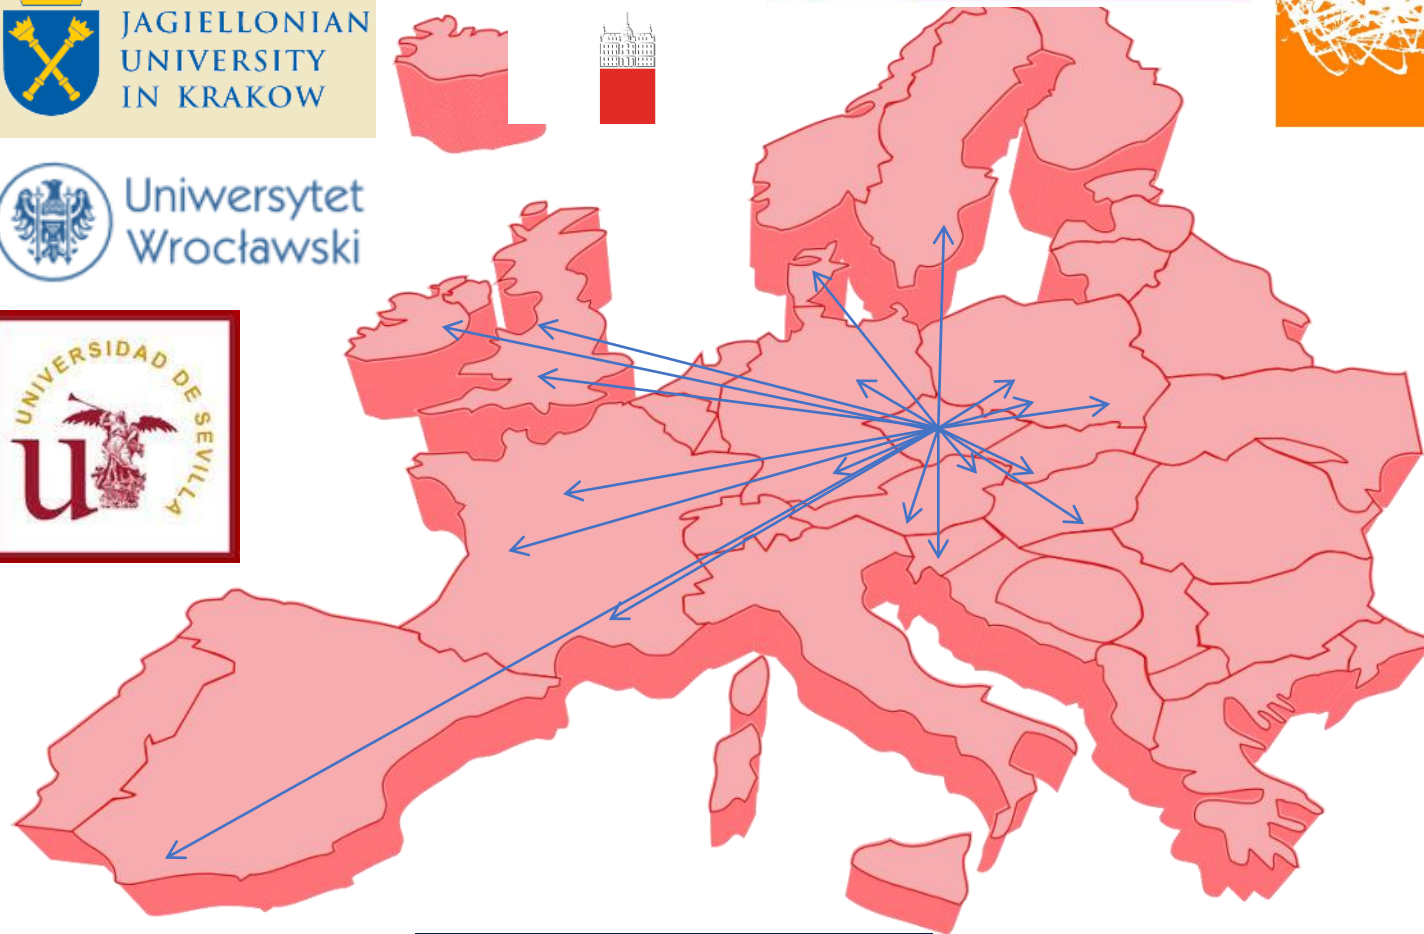 JAGIELLONIAN
UNIVERSITY
IN KRAKOW
Uniwersytet
Wrocławski
UNIVERSIDAD DE SEVILLA
u